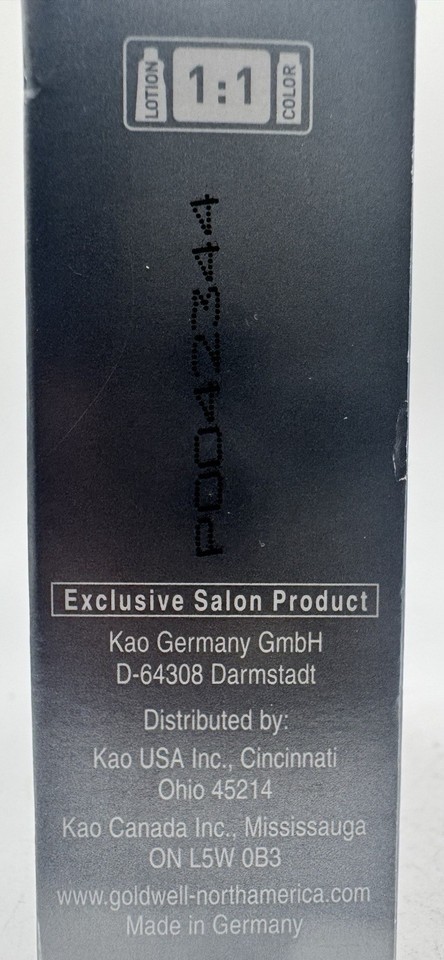 LOTION
1:1
COLOR
P0042344
Exclusive Salon Product
Kao Germany GmbH
D-64308 Darmstadt
Distributed by:
Kao USA Inc., Cincinnati
Ohio 45214
Kao Canada Inc., Mississauga
ON L5W 0B3
www.goldwell-northamerica.com
Made in Germany